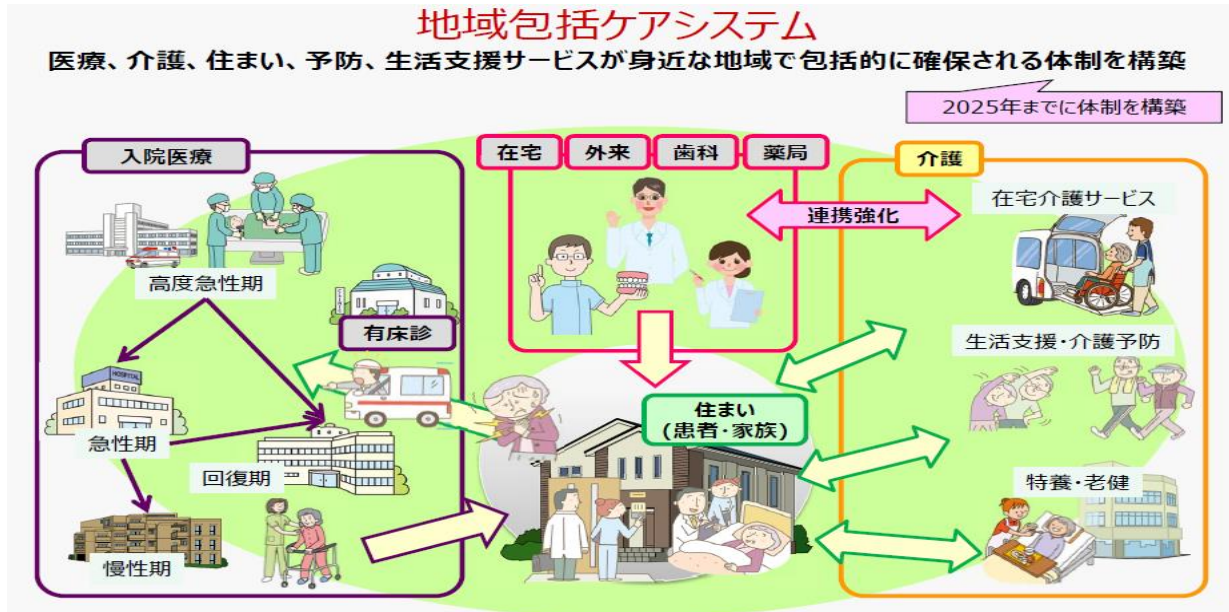 地域包括ケアシステム
医療、介護、住まい、予防、生活支援サービスが身近な地域で包括的に確保される体制を構築
2025年までに体制を構築
入院医療
高度急性期
有床診
HOSPITAL
急性期
回復期
慢性期
在宅
外来
歯科
薬局
連携強化
住まい
(患者・家族)
介護
在宅介護サービス
生活支援・介護予防
特養・老健